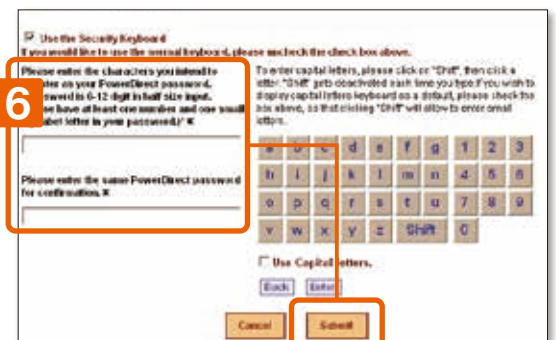 Use the Security Keyboard
If you would like to use the normal keyboard, please uncheck the check box above.
Please enter the characters you intend to
as your PowerDirect password.
is 6-12 digit in half size input.
have at least one number and one small
letter in your password.)' *
6
Please enter the same PowerDirect password
for confirmation. *
To enter capital letters, please click on "Shift", then click a
letter. "Shift" gets deactivated each time you type. If you wish to
display capital letters keyboard as a default, please check the
box above, so that clicking "Shift" will allow to enter small
letters.
a b c d e f g 1 2 3
h i j k l m n 4 5 6
o p q r s t u 7 8 9
v w x y z Shift 0
Use Capital letters.
Back Enter
Cancel Submit